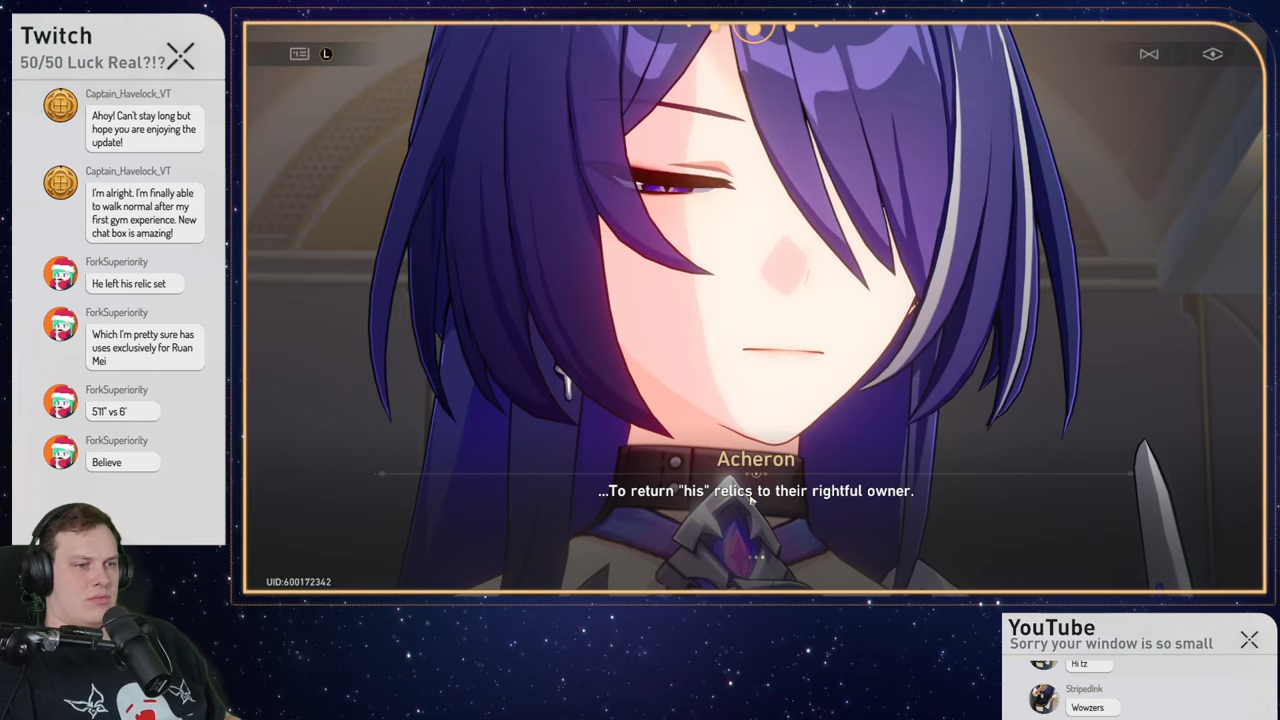 Twitch
50/50 Luck Real?!?
Captain_Havelock_VT
Ahoy! Can't stay long but
hope you are enjoying the
update!
Captain_Havelock_VT
I'm alright. I'm finally able
to walk normal after my
first gym experience. New
chat box is amazing!
ForkSuperiority
He left his relic set
ForkSuperiority
Which I'm pretty sure has
uses exclusively for Ruan
Mei
ForkSuperiority
5'11" vs 6'
ForkSuperiority
Believe
L
Acheron
...To return "his" relics to their rightful owner.
UID:600172342
YouTube
Sorry your window is so small
Hi tz
StripedInk
Wowzers